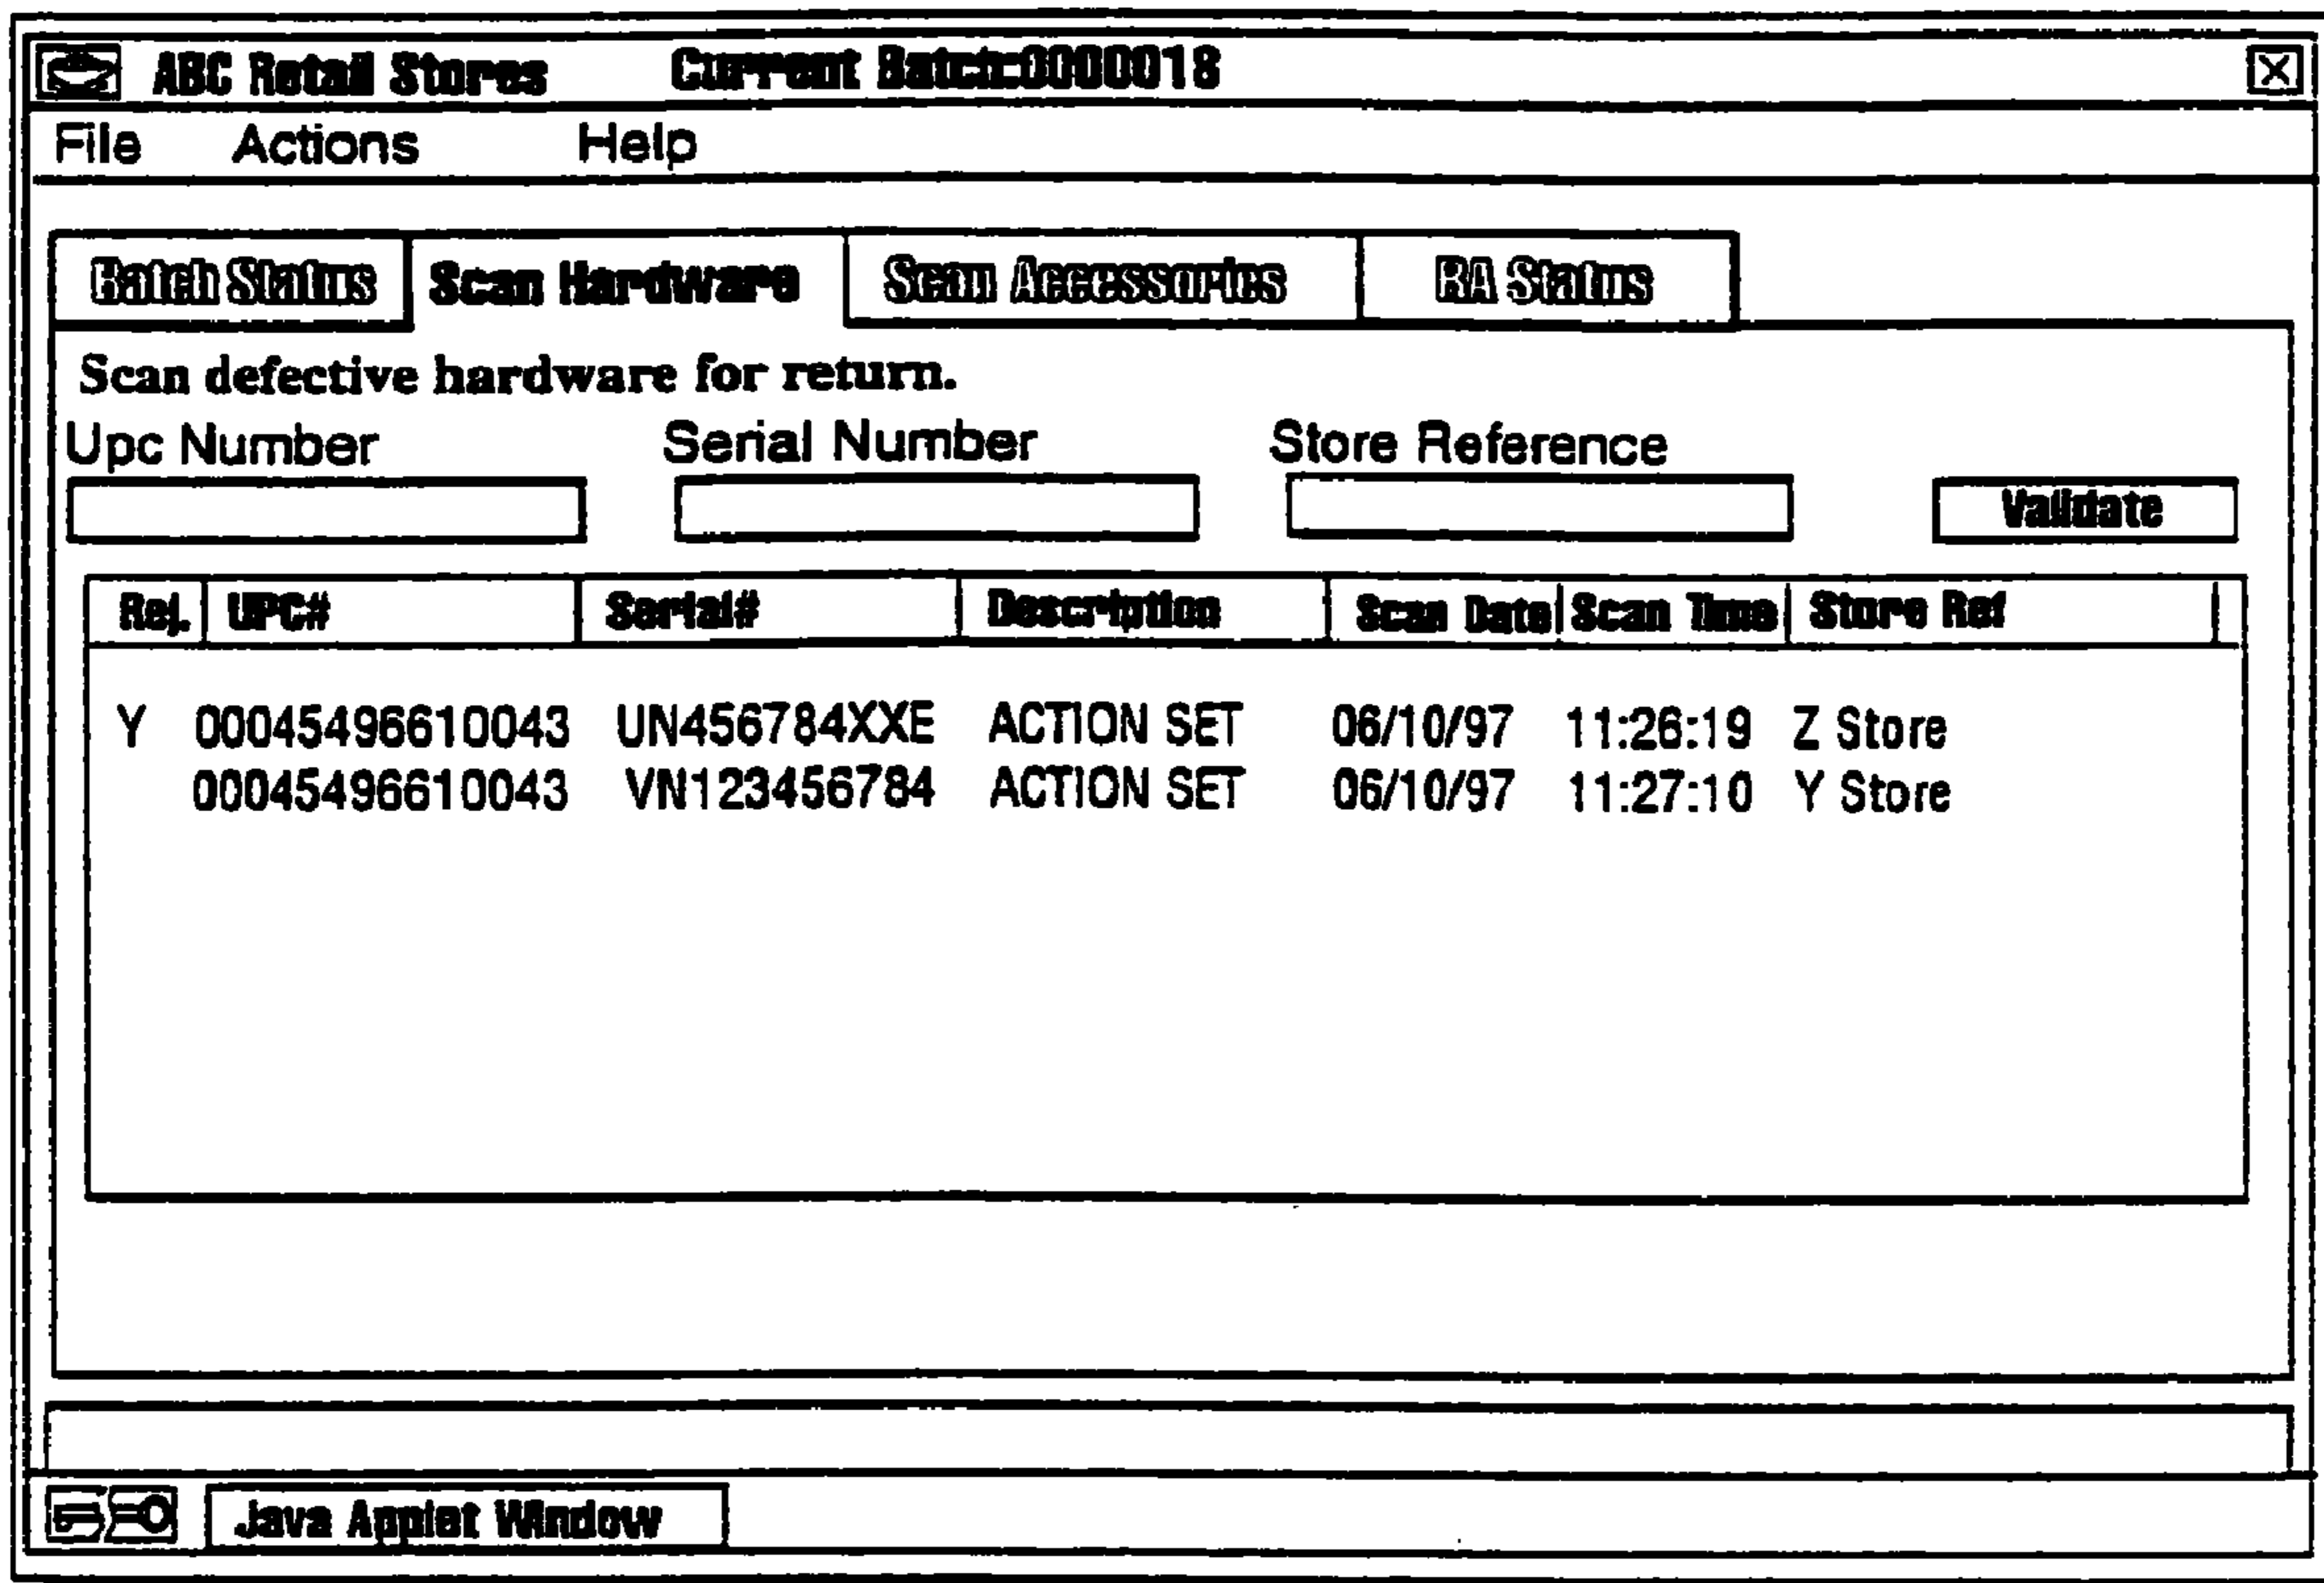 ABC Retail Stores Current Batch:0000018
File Actions Help
Batch Status Scan Hardware Scan Accessories RA Status
Scan defective hardware for return.
Upc Number Serial Number Store Reference
Validate
Rej. UPC# Serial# Description Scan Date Scan Time Store Ref
Y 00045496610043 UN456784XXE ACTION SET 06/10/97 11:26:19 Z Store
00045496610043 VN123456784 ACTION SET 06/10/97 11:27:10 Y Store
Java Applet Window